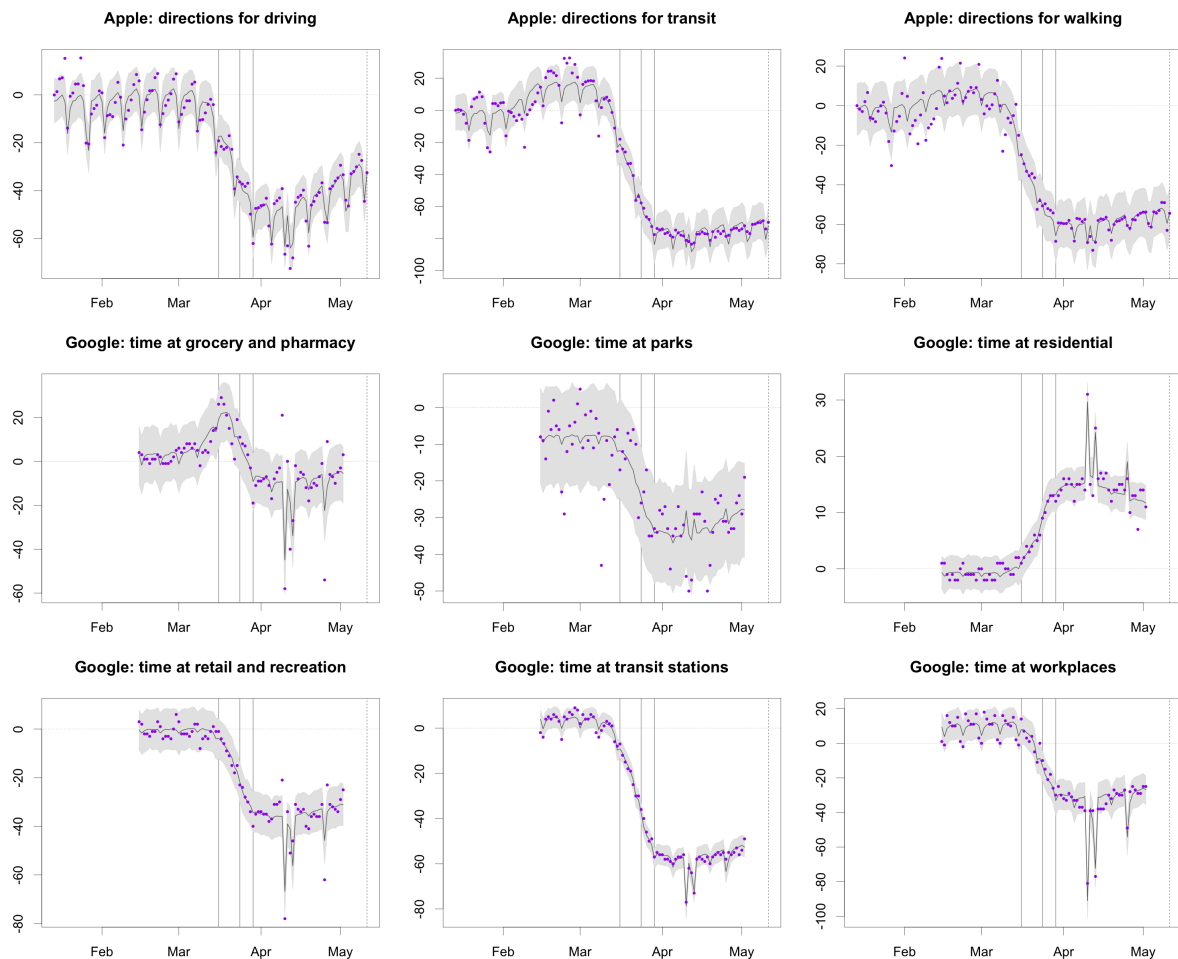 Apple: directions for driving
Apple: directions for transit
Apple: directions for walking
0
-20
-40
-60
Feb Mar Apr May
20
0
-20
-40
-60
-100
Feb Mar Apr May
20
0
-20
-40
-60
-80
Feb Mar Apr May
Google: time at grocery and pharmacy
Google: time at parks
Google: time at residential
20
0
-20
-40
-60
Feb Mar Apr May
0
-10
-20
-30
-40
-50
Feb Mar Apr May
30
20
10
0
Feb Mar Apr May
Google: time at retail and recreation
Google: time at transit stations
Google: time at workplaces
0
-20
-40
-60
-80
Feb Mar Apr May
0
-20
-40
-60
-80
Feb Mar Apr May
20
0
-20
-40
-60
-80
-100
Feb Mar Apr May